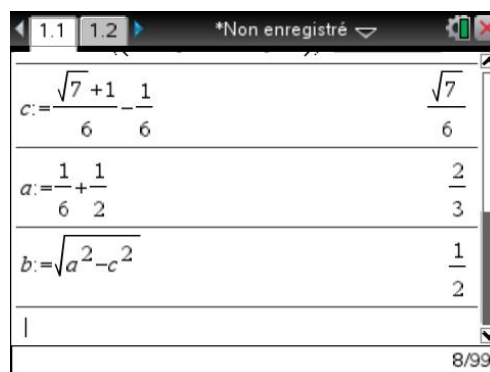 1.1 1.2 *Non enregistré
c:=(√7+1)/6−1/6 √7/6
a:=1/6+1/2 2/3
b:=√(a²−c²) 1/2
8/99